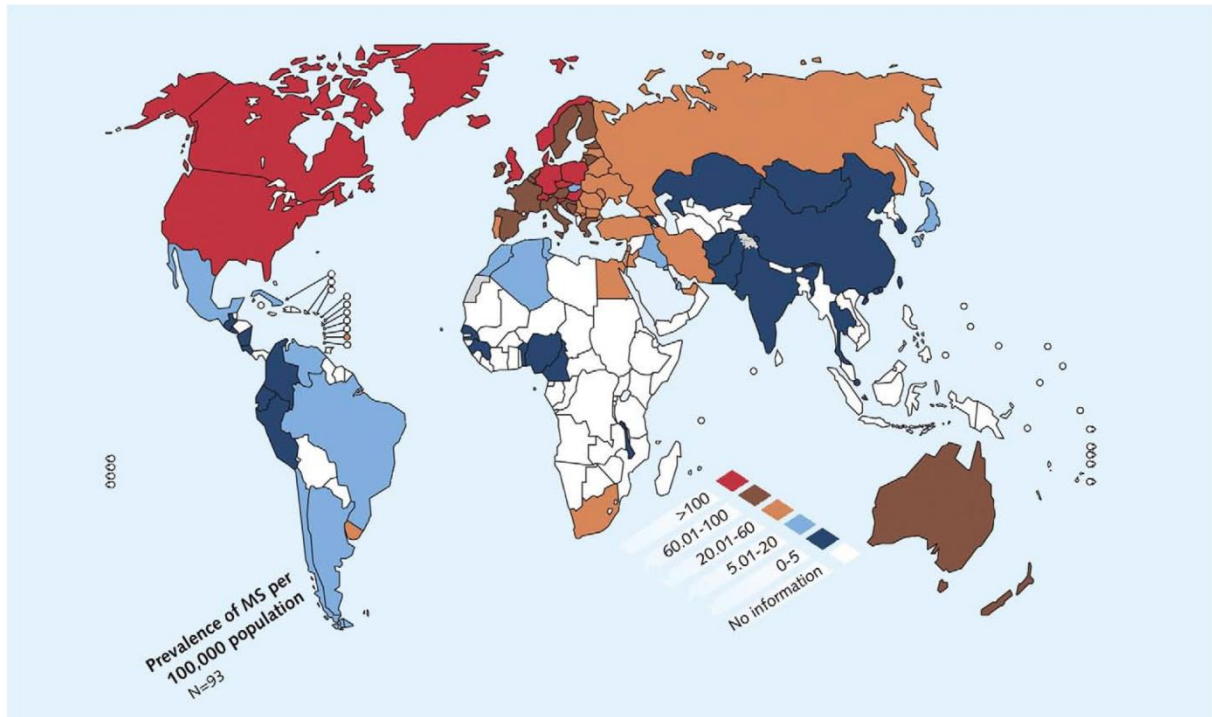 >100
60.01-100
20.01-60
5.01-20
0-5
No information
Prevalence of MS per
100,000 population
N=93